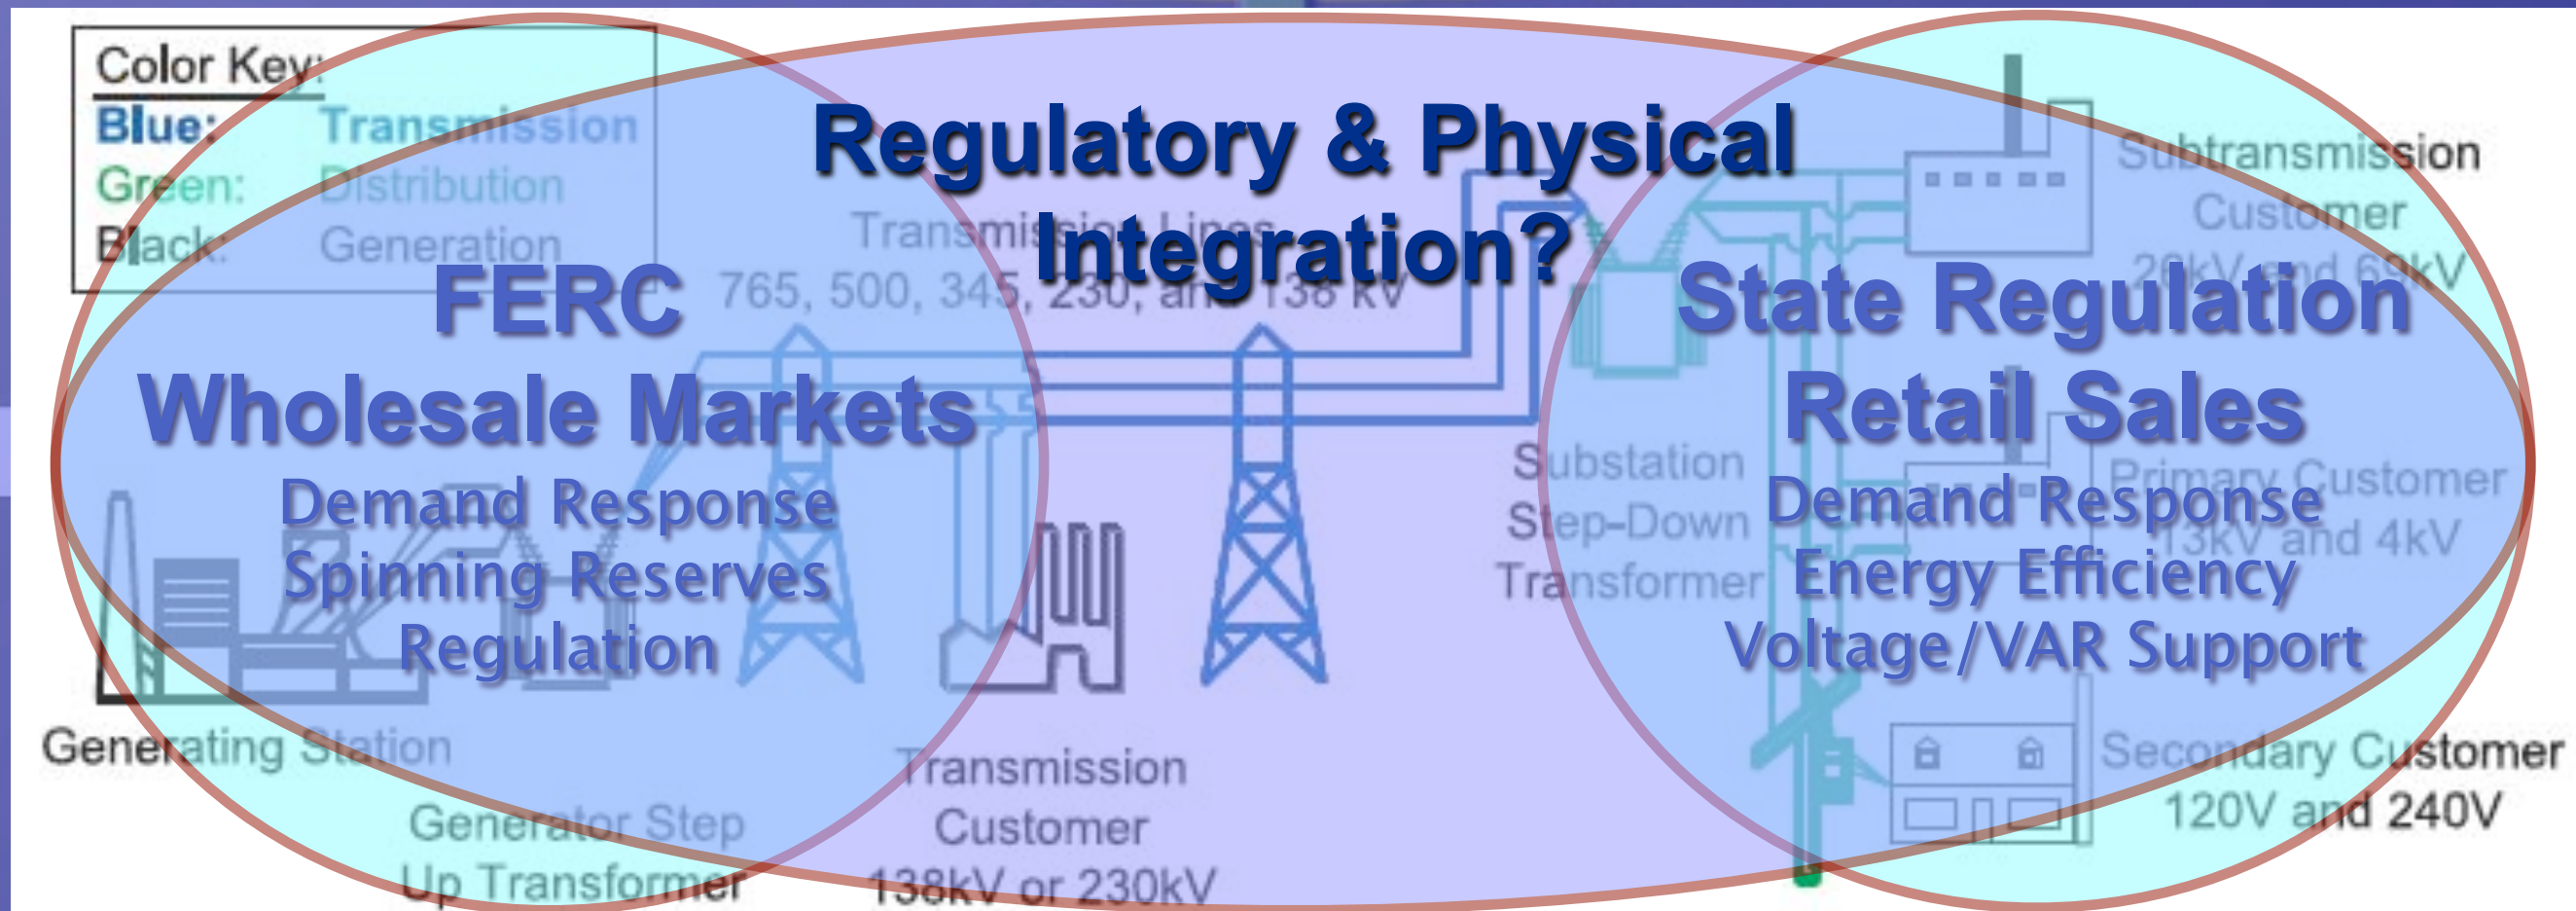 Color Key:
Blue: Transmission
Green: Distribution
Black: Generation
Regulatory & Physical
Integration?
Transmission Lines
765, 500, 345, 230, and 138 kV
FERC
Wholesale Markets
Demand Response
Spinning Reserves
Regulation
State Regulation
Retail Sales
Demand Response
Energy Efficiency
Voltage/VAR Support
Subtransmission
Customer
26kV and 69kV
Primary Customer
13kV and 4kV
Substation
Step-Down
Transformer
Generating Station
Generator Step
Up Transformer
Transmission
Customer
138kV or 230kV
Secondary Customer
120V and 240V